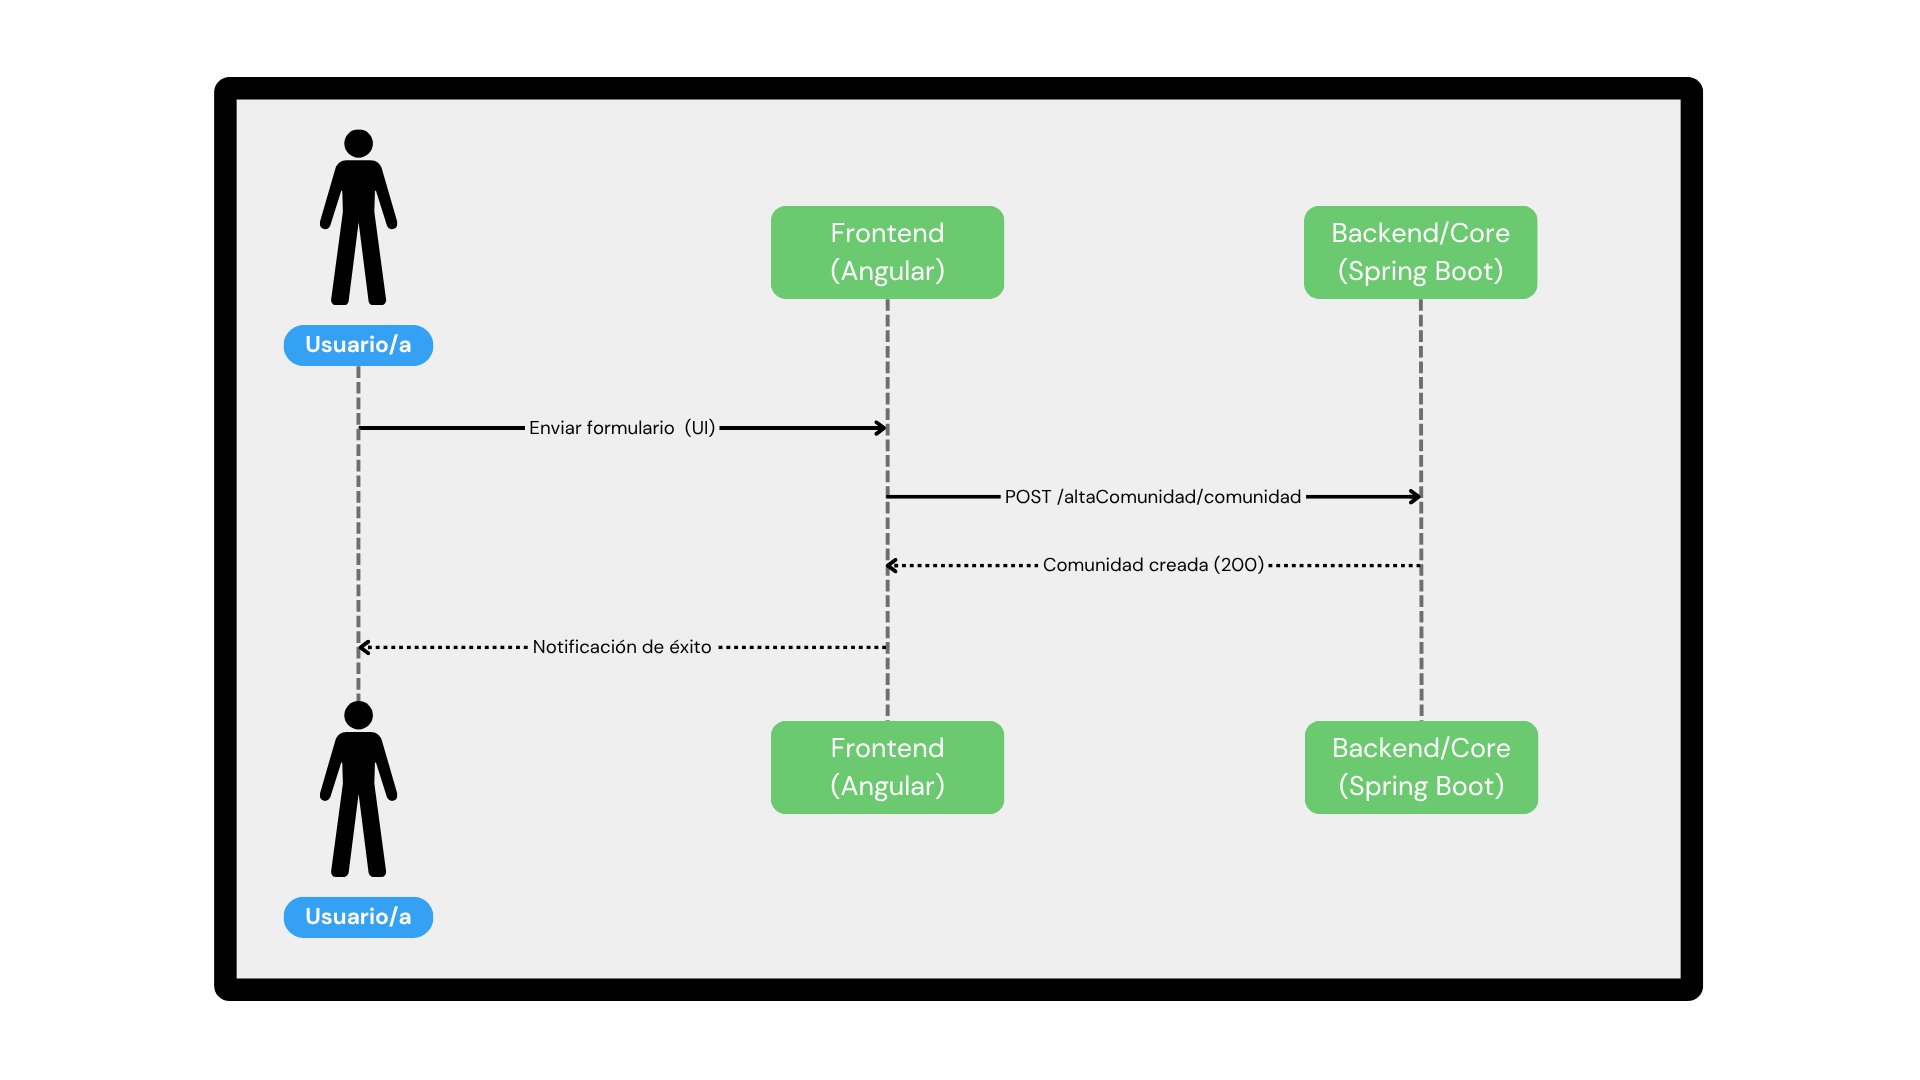 Frontend
(Angular)
Backend/Core
(Spring Boot)
Usuario/a
Enviar formulario  (UI)
POST /altaComunidad/comunidad
Comunidad creada (200)
Notificación de éxito
Frontend
(Angular)
Backend/Core
(Spring Boot)
Usuario/a